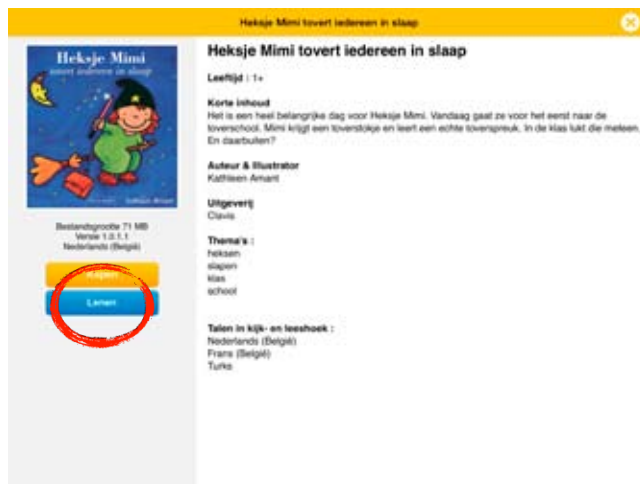 Heksje Mimi tovert iedereen in slaap
Heksje Mimi
tovert iedereen in slaap
Kathleen Amant
Bestandsgrootte 71 MB
Versie 1.0.1.1
Nederlands (België)
Kopen
Lenen
Heksje Mimi tovert iedereen in slaap
Leeftijd : 1+
Korte inhoud
Het is een heel belangrijke dag voor Heksje Mimi. Vandaag gaat ze voor het eerst naar de
toverschool. Mimi krijgt een toverstokje en leert een echte toverspreuk. In de klas lukt die meteen.
En daarbuiten?
Auteur & Illustrator
Kathleen Amant
Uitgeverij
Clavis
Thema's :
heksen
slapen
klas
school
Talen in kijk- en leeshoek :
Nederlands (België)
Frans (België)
Turks